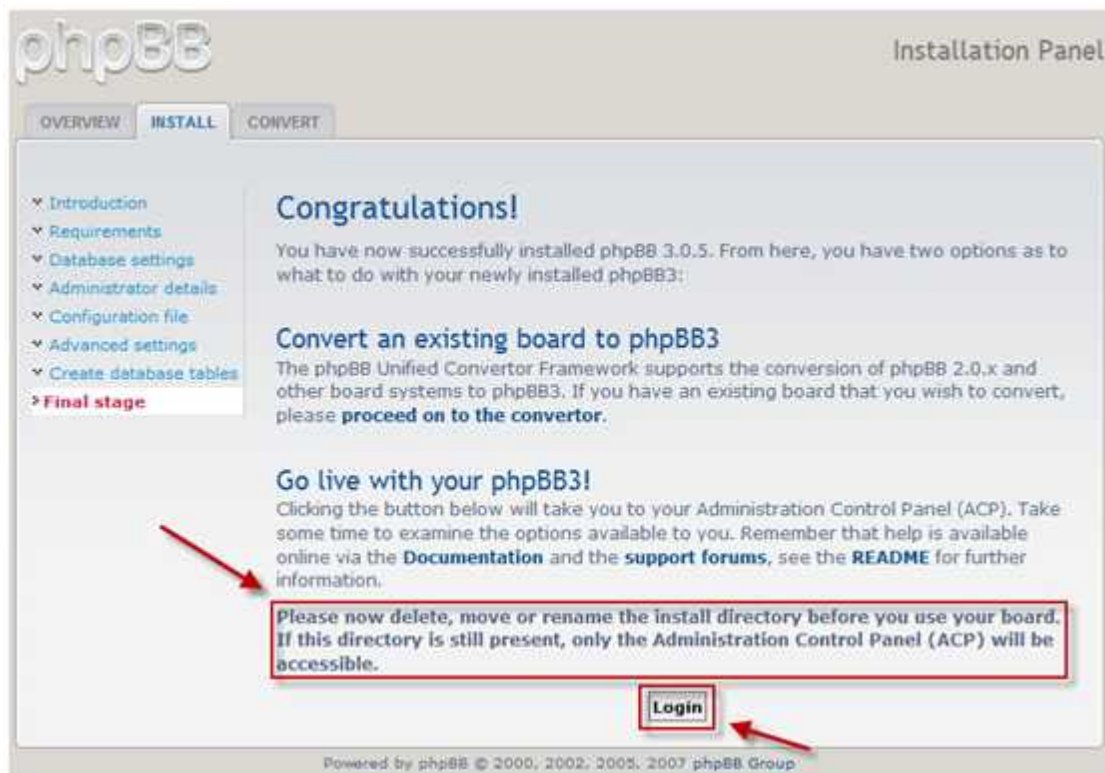 phpBB
Installation Panel
OVERVIEW INSTALL CONVERT
Introduction
Requirements
Database settings
Administrator details
Configuration file
Advanced settings
Create database tables
Final stage
Congratulations!
You have now successfully installed phpBB 3.0.5. From here, you have two options as to
what to do with your newly installed phpBB3:
Convert an existing board to phpBB3
The phpBB Unified Convertor Framework supports the conversion of phpBB 2.0.x and
other board systems to phpBB3. If you have an existing board that you wish to convert,
please proceed on to the convertor.
Go live with your phpBB3!
Clicking the button below will take you to your Administration Control Panel (ACP). Take
some time to examine the options available to you. Remember that help is available
online via the Documentation and the support forums, see the README for further
information.
Please now delete, move or rename the install directory before you use your board.
If this directory is still present, only the Administration Control Panel (ACP) will be
accessible.
Login
Powered by phpBB © 2000, 2002, 2005, 2007 phpBB Group